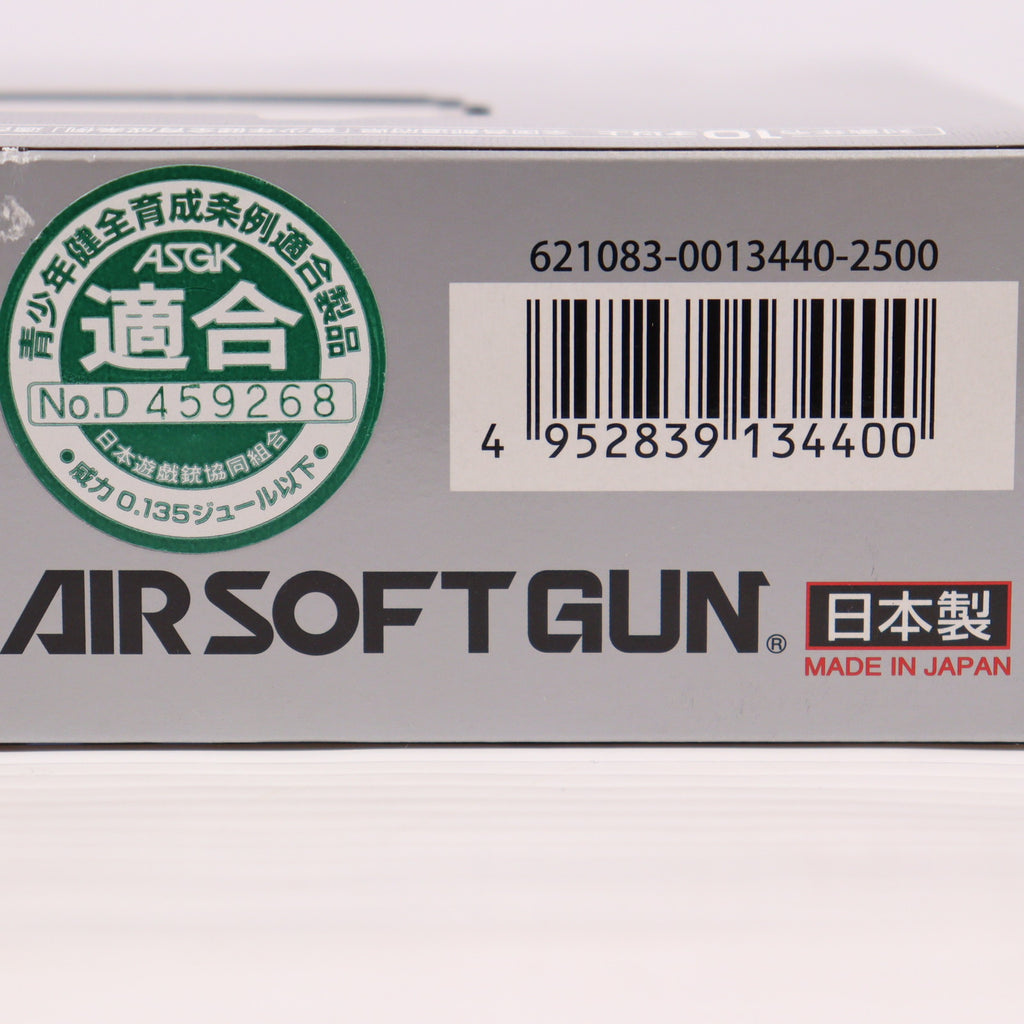 青少年健全育成条例適合製品
ASGK
適合
No.D 459268
日本遊戯銃協同組合
• 威力 0.135ジュール以下 •
621083-0013440-2500
4 952839 134400
AIRSOFT GUN®
日本製
MADE IN JAPAN